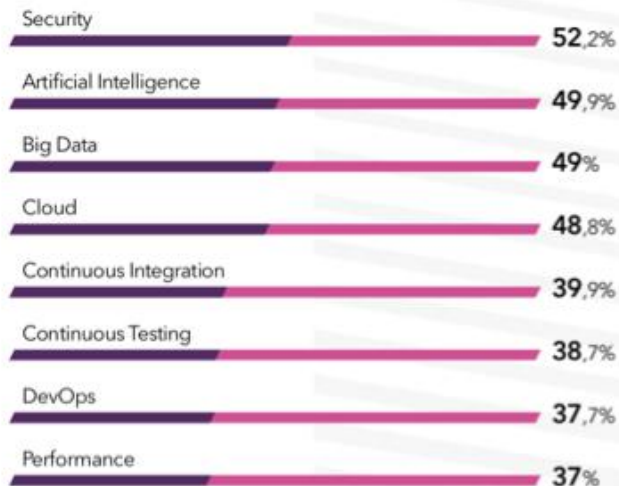 Security
52,2%
Artificial Intelligence
49,9%
Big Data
49%
Cloud
48,8%
Continuous Integration
39,9%
Continuous Testing
38,7%
DevOps
37,7%
Performance
37%